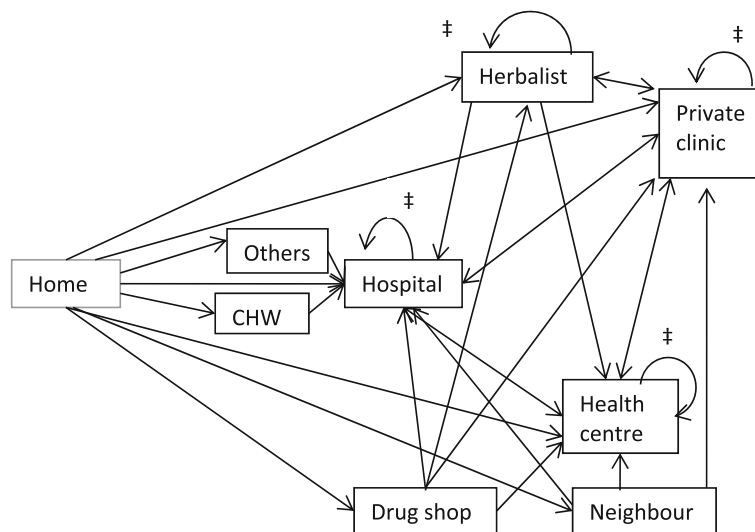 ‡
‡
Herbalist
Private
clinic
‡
Others
Home
Hospital
CHW
‡
Health
centre
Drug shop
Neighbour